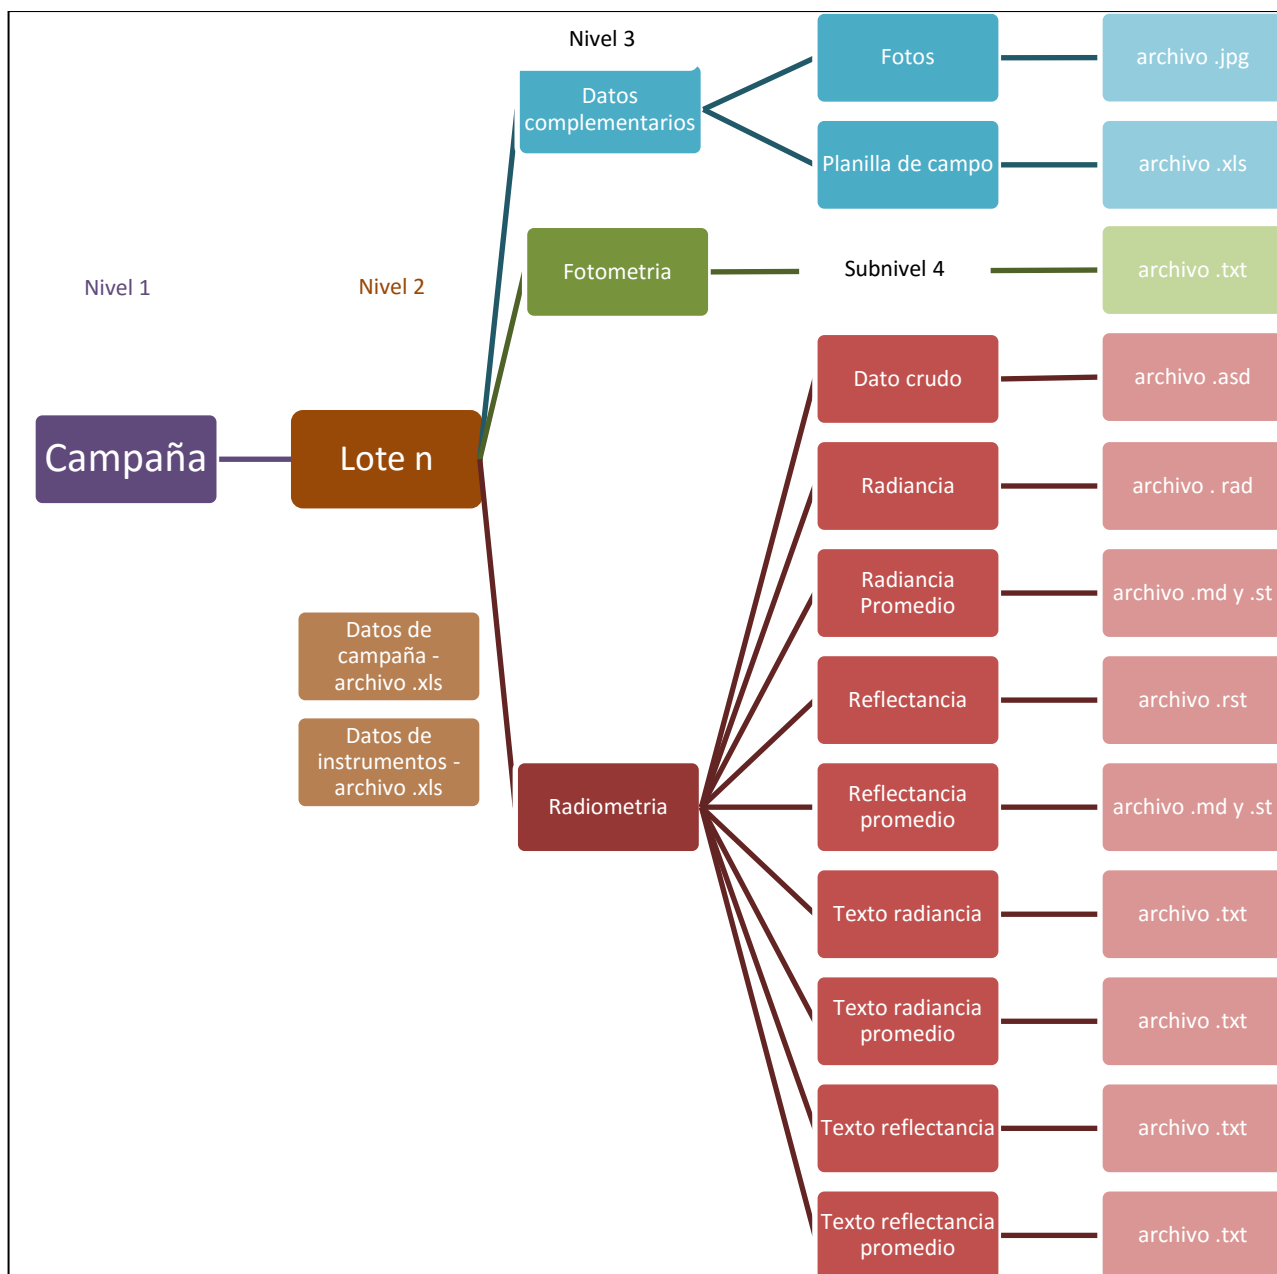 Nivel 3
Fotos
archivo .jpg
Datos
complementarios
Planilla de campo
archivo .xls
Fotometria
Subnivel 4
archivo .txt
Nivel 1
Nivel 2
Dato crudo
archivo .asd
Campaña
Lote n
Radiancia
archivo . rad
Radiancia
Promedio
archivo .md y .st
Datos de
campaña -
archivo .xls
Reflectancia
archivo .rst
Datos de
instrumentos -
archivo .xls
Radiometria
Reflectancia
promedio
archivo .md y .st
Texto radiancia
archivo .txt
Texto radiancia
promedio
archivo .txt
Texto reflectancia
archivo .txt
Texto reflectancia
promedio
archivo .txt